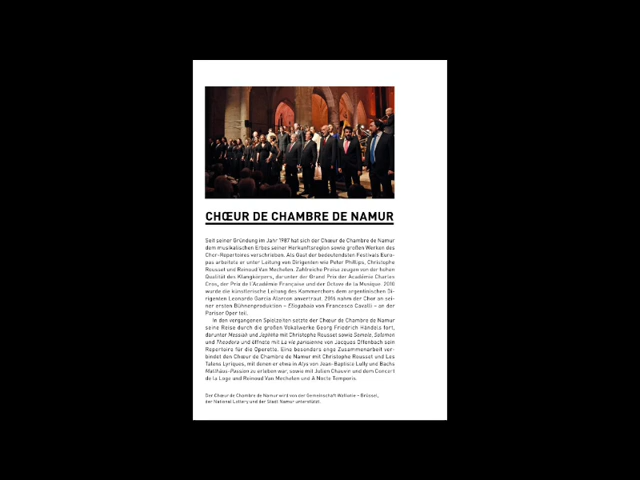 CHŒUR DE CHAMBRE DE NAMUR
Seit seiner Gründung im Jahr 1987 hat sich der Chœur de Chambre de Namur
dem musikalischen Erbe seiner Herkunftsregion sowie großen Werken des
Chor-Repertoires verschrieben. Als Gast der bedeutendsten Festivals Euro-
pas arbeitete er unter Leitung von Dirigenten wie Peter Phillips, Christophe
Rousset und Reinoud Van Mechelen. Zahlreiche Preise zeugen von der hohen
Qualität des Klangkörpers, darunter der Grand Prix der Académie Charles
Cros, der Prix de l'Académie Française und der Octave de la Musique. 2010
wurde die künstlerische Leitung des Kammerchors dem argentinischen Di-
rigenten Leonardo García Alarcón anvertraut. 2016 nahm der Chor an sei-
ner ersten Bühnenproduktion – Eliogabalo von Francesco Cavalli – an der
Pariser Oper teil.
In den vergangenen Spielzeiten setzte der Chœur de Chambre de Namur
seine Reise durch die großen Vokalwerke Georg Friedrich Händels fort,
darunter Messiah und Jephtha mit Christophe Rousset sowie Semele, Solomon
und Theodora und öffnete mit La vie parisienne von Jacques Offenbach sein
Repertoire für die Operette. Eine besonders enge Zusammenarbeit ver-
bindet den Chœur de Chambre de Namur mit Christophe Rousset und Les
Talens Lyriques, mit denen er etwa in Atys von Jean-Baptiste Lully und Bachs
Matthäus-Passion zu erleben war, sowie mit Julien Chauvin und dem Concert
de la Loge und Reinoud Van Mechelen und A Nocte Temporis.
Der Chœur de Chambre de Namur wird von der Gemeinschaft Wallonie – Brüssel,
der National Lottery und der Stadt Namur unterstützt.